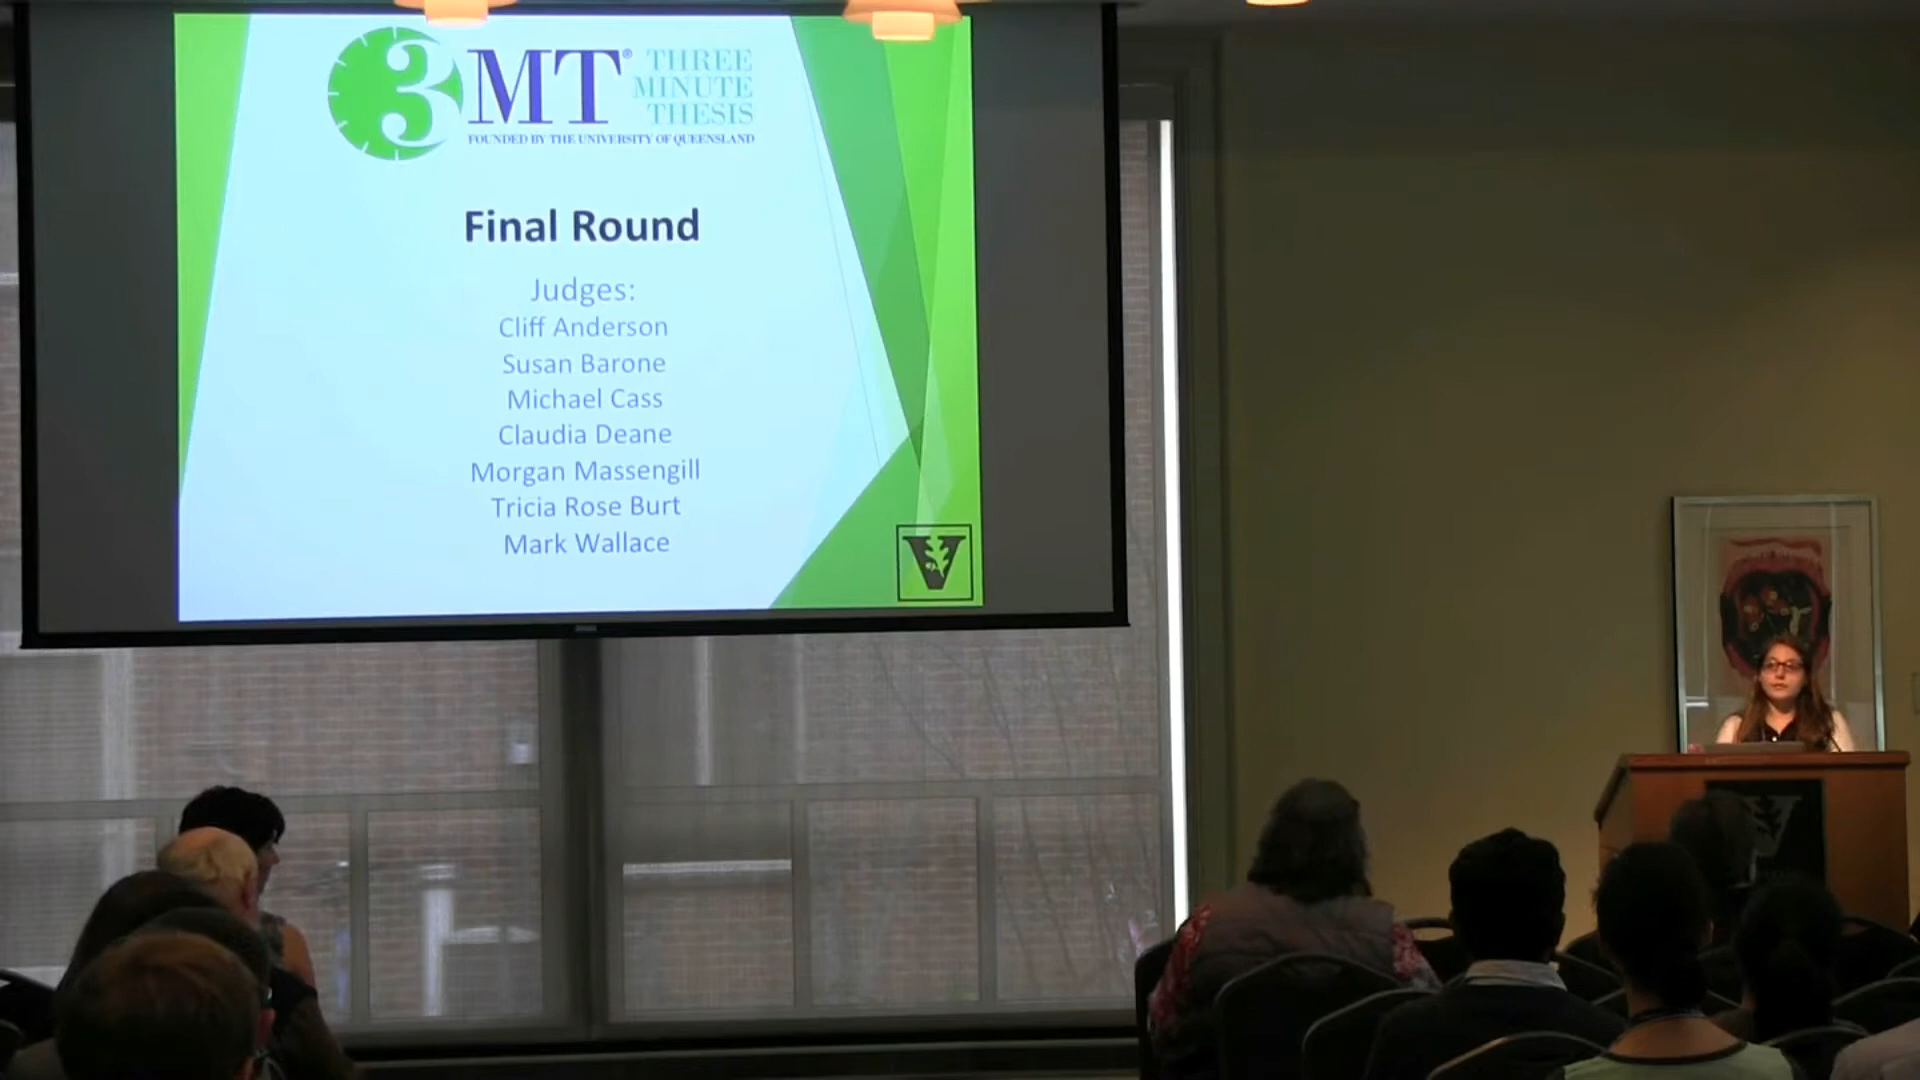 3MT® THREE MINUTE THESIS
FOUNDED BY THE UNIVERSITY OF QUEENSLAND
Final Round
Judges:
Cliff Anderson
Susan Barone
Michael Cass
Claudia Deane
Morgan Massengill
Tricia Rose Burt
Mark Wallace
V
V